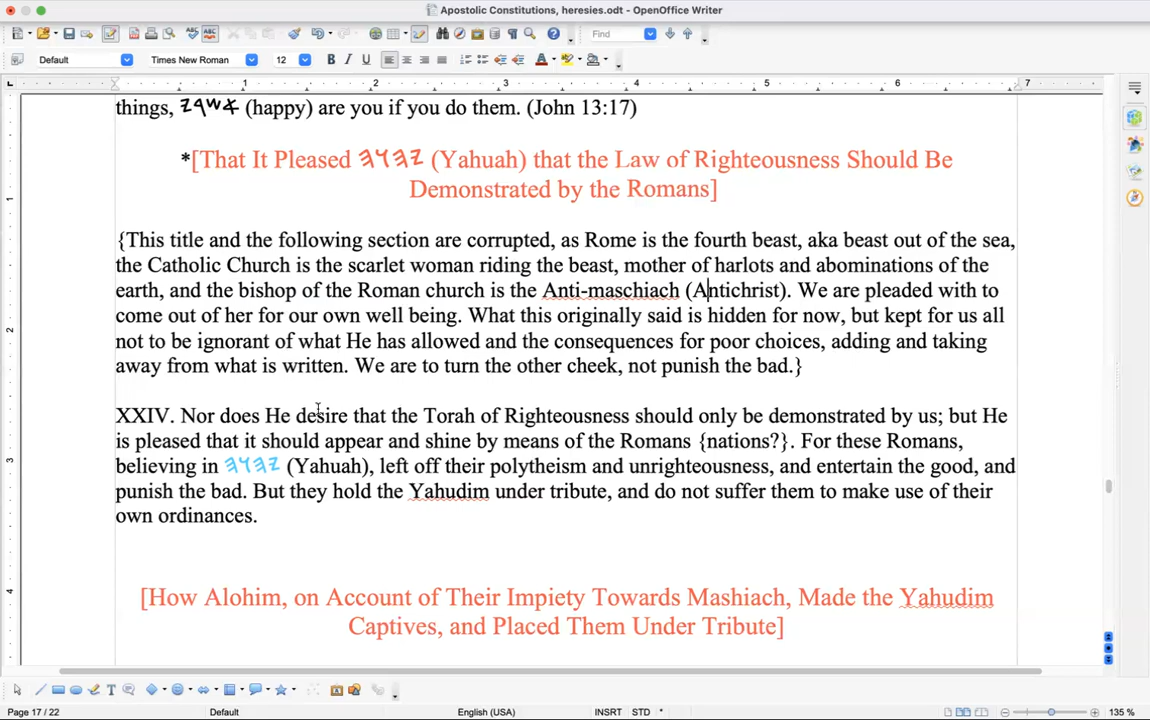 Apostolic Constitutions, heresies.odt - OpenOffice Writer
Find
Default
Times New Roman
12
B I U
1 2 3 4 5 6 7
things, 𐤆𐤒𐤅𐤀 (happy) are you if you do them. (John 13:17)
*[That It Pleased 𐤄𐤅𐤄𐤉 (Yahuah) that the Law of Righteousness Should Be
Demonstrated by the Romans]
{This title and the following section are corrupted, as Rome is the fourth beast, aka beast out of the sea,
the Catholic Church is the scarlet woman riding the beast, mother of harlots and abominations of the
earth, and the bishop of the Roman church is the Anti-maschiach (Antichrist). We are pleaded with to
come out of her for our own well being. What this originally said is hidden for now, but kept for us all
not to be ignorant of what He has allowed and the consequences for poor choices, adding and taking
away from what is written. We are to turn the other cheek, not punish the bad.}
XXIV. Nor does He desire that the Torah of Righteousness should only be demonstrated by us; but He
is pleased that it should appear and shine by means of the Romans {nations?}. For these Romans,
believing in 𐤄𐤅𐤄𐤉 (Yahuah), left off their polytheism and unrighteousness, and entertain the good, and
punish the bad. But they hold the Yahudim under tribute, and do not suffer them to make use of their
own ordinances.
[How Alohim, on Account of Their Impiety Towards Mashiach, Made the Yahudim
Captives, and Placed Them Under Tribute]
Page 17 / 22
Default
English (USA)
INSRT
STD
*
135 %